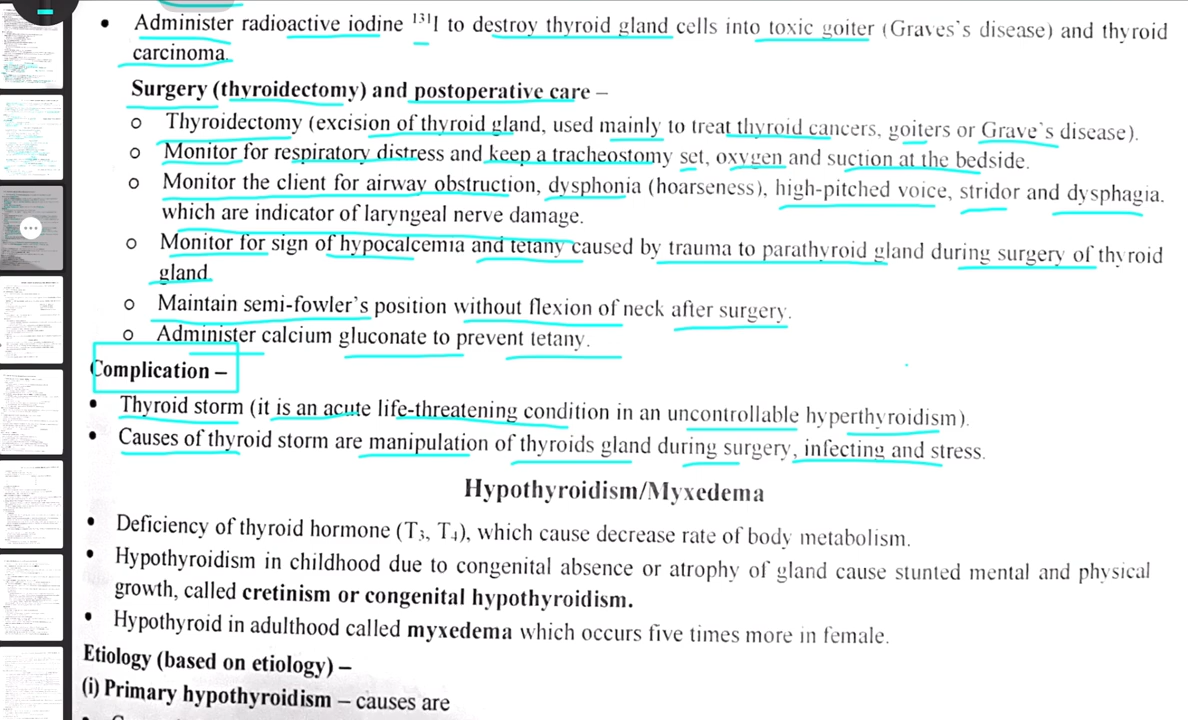 • Administer radioactive iodine ¹³¹I to destroy thyroid gland cells into toxic goiter (Graves`s disease) and thyroid
carcinoma.
Surgery (thyroidectomy) and postoperative care –
o Thyroidectomy (excision of thyroid gland, used mainly to treat thyroid cancers, goiters or Grave`s disease).
o Monitor for respiratory distress and keep a tracheostomy set, oxygen and suction at the bedside.
o Monitor the client for airway obstruction, dysphonia (hoarseness), high-pitched voice, stridor and dysphagia.
which are indicator of laryngeal nerve damage.
o Monitor for sign of hypocalcemia and tetany caused by trauma to parathyroid gland during surgery of thyroid
gland
o Maintain semi-fowler`s position without flexion of neck after surgery.
o Administer calcium gluconate to prevent tetany.
Complication –
• Thyroid storm (it is an acute life-threatening condition in an uncontrollable hyperthyroidism).
• Causes of thyroid storm are manipulation of thyroids gland during surgery, infecting and stress.
Hypothyroidism/Myxedema
• Deficiency of thyroid hormone (T₃, T₄), which cause decrease rate of body metabolism.
• Hypothyroidism in childhood due to congenital absence or atrophy of gland cause stunted mental and physical
growth, called cretinism or congenital hypothyroidism.
• Hypothyroid in adulthood called myxedema which occurs five times more in female.
Etiology (based on etiology) –
(i) Primary hypothyroidism – causes are